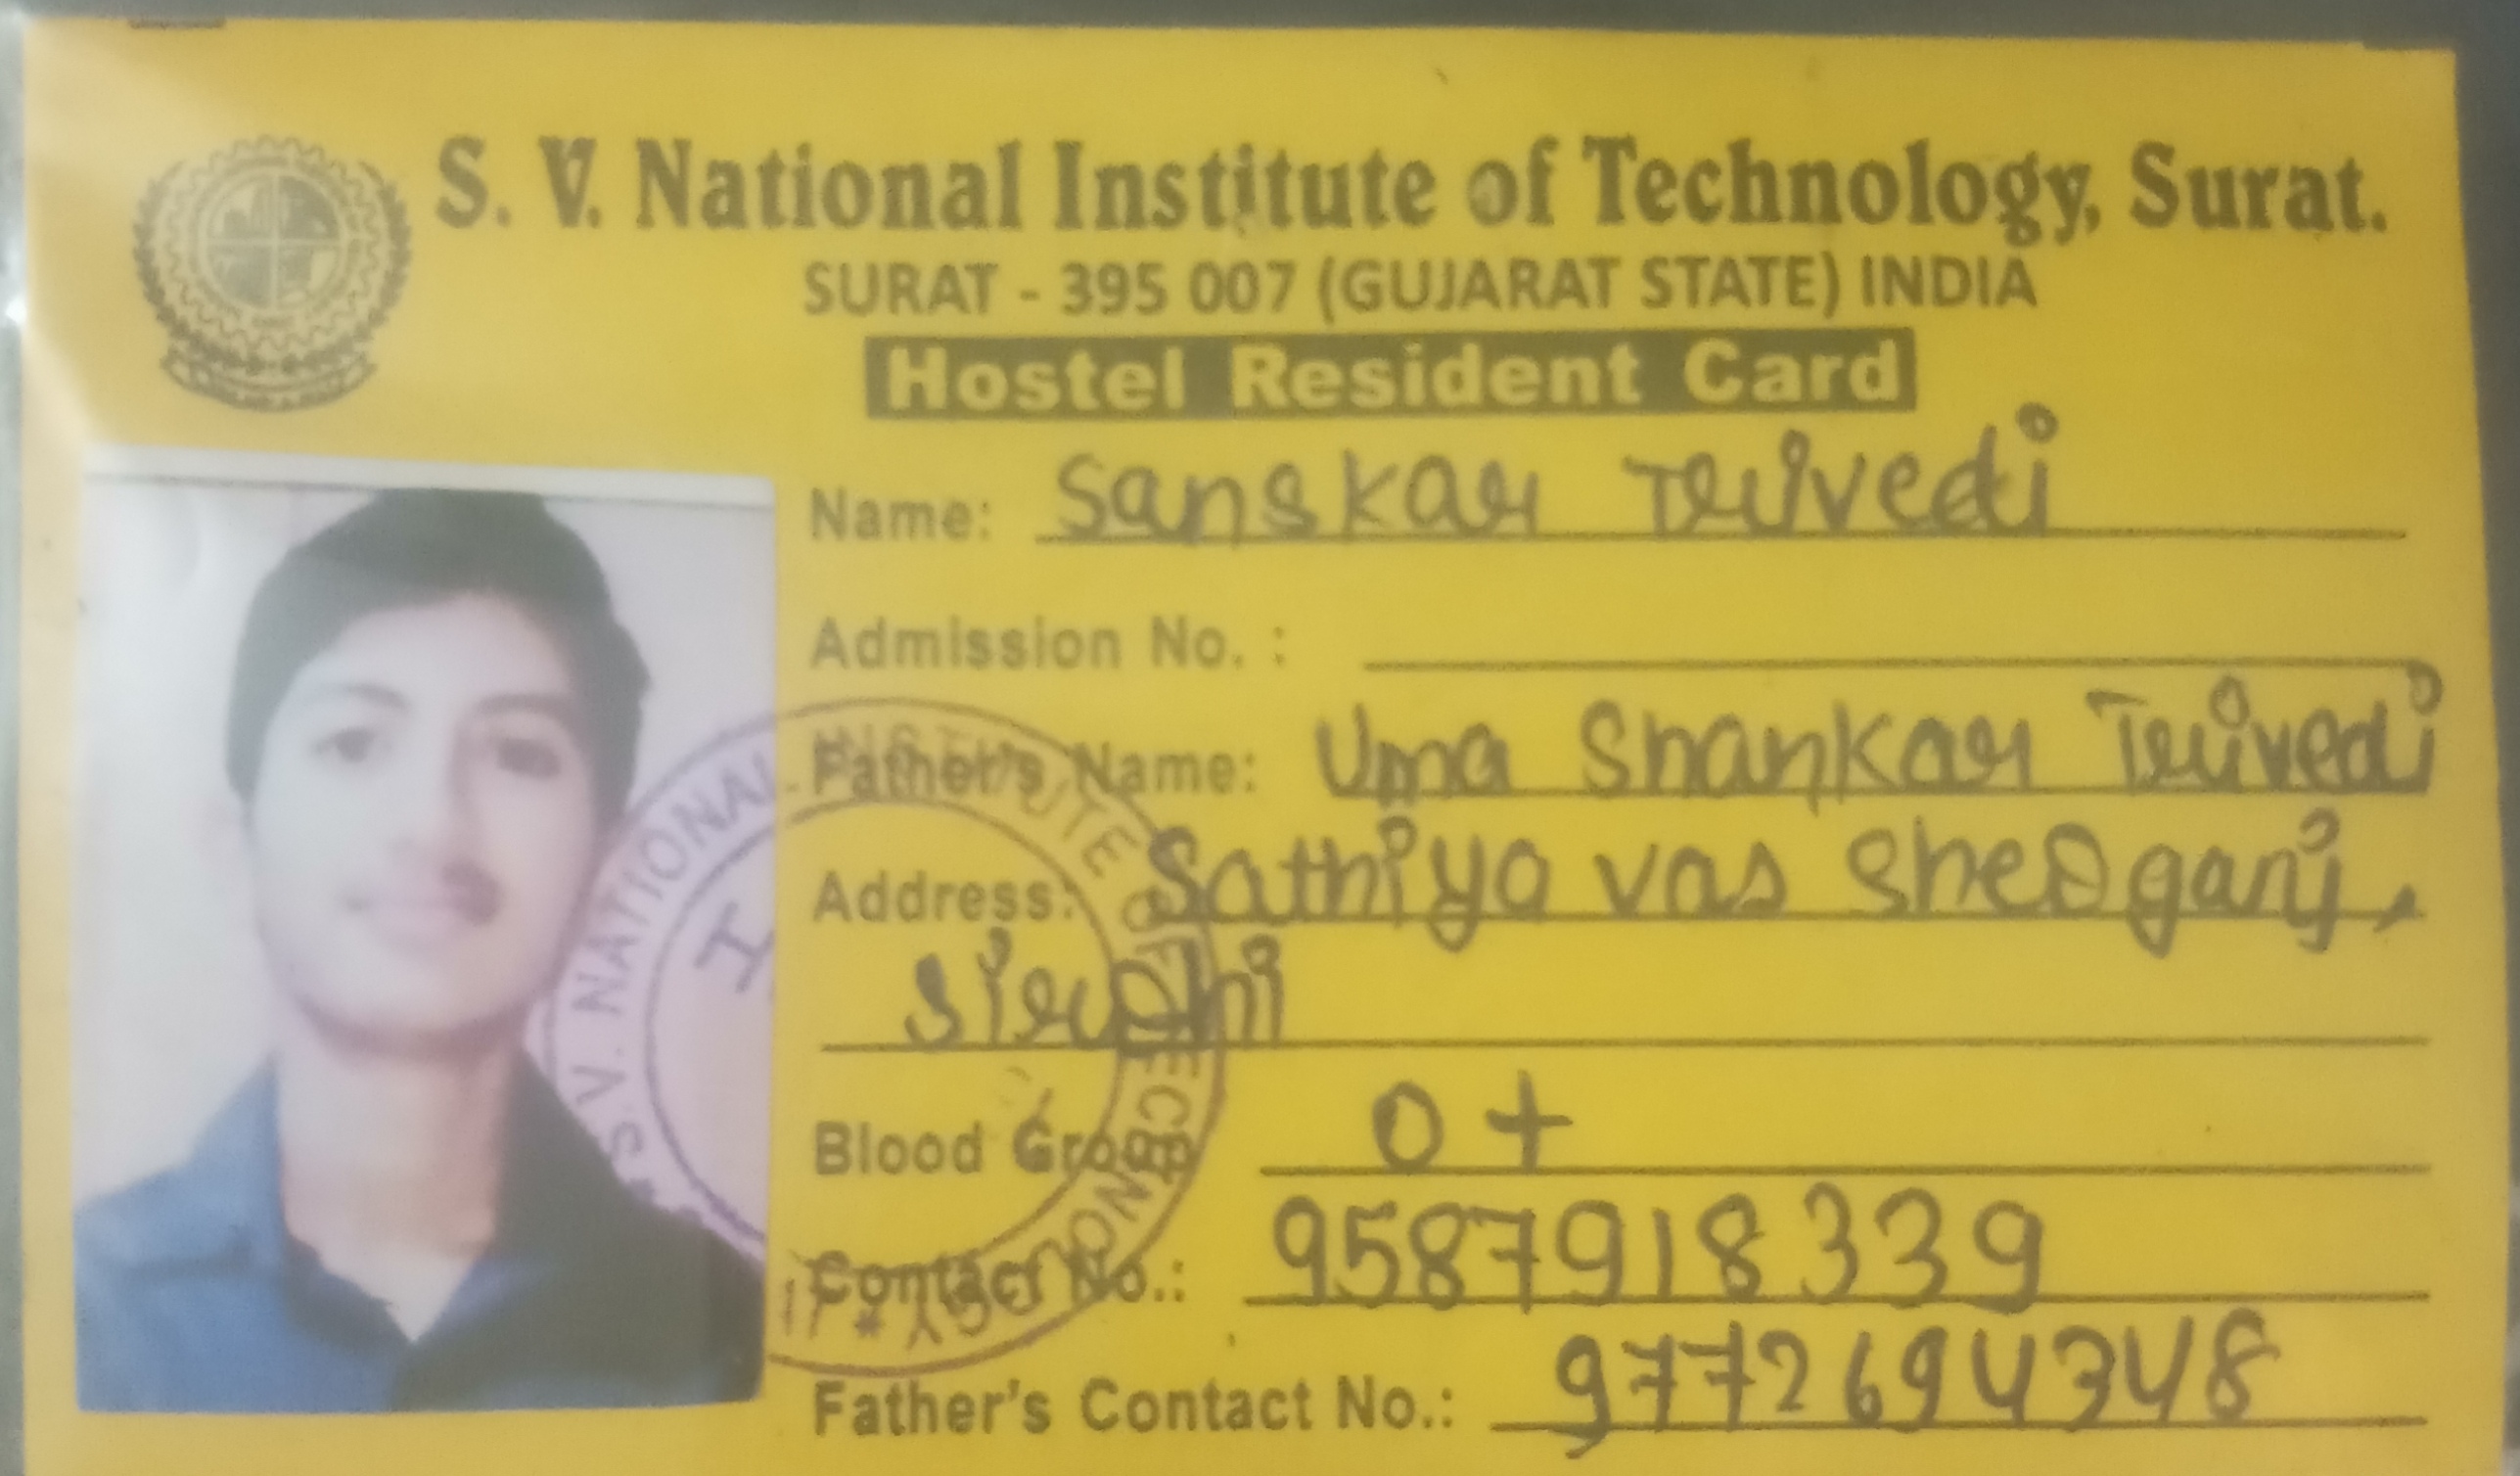 S. V. National Institute of Technology, Surat.
SURAT - 395 007 (GUJARAT STATE) INDIA
Hostel Resident Card
Name: Sanskar Trivedi
Admission No. :
Father's Name: Uma Shankar Trivedi
Address: Sathiya vas Sheoganj,
Sirohi
Blood Group O+
Contact No.: 9587918339
Father's Contact No.: 9772694348
S.V. NATIONAL INSTITUTE OF TECHNOLOGY